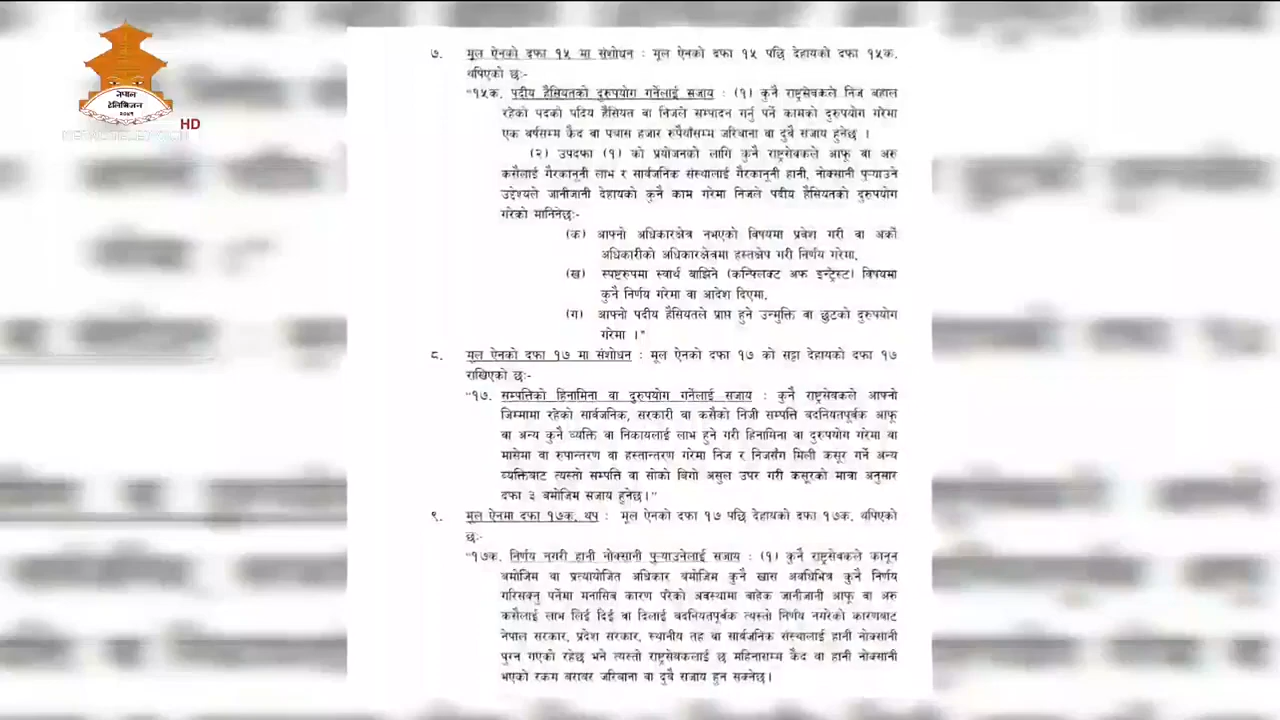 नेपाल
टेलिभिजन
२०४१
HD
७. मूल ऐनको दफा १५ मा संशोधन : मूल ऐनको दफा १५ पछि देहायको दफा १५क.
थपिएको छः-
"१५क. पदीय हैसियतको दुरुपयोग गर्नेलाई सजाय : (१) कुनै राष्ट्रसेवकले निज बहाल
रहेको पदको पदिय हैसियत वा निजले सम्पादन गर्नु पर्ने कामको दुरुपयोग गरेमा
एक वर्षसम्म कैद वा पचास हजार रुपैयाँसम्म जरिबाना वा दुवै सजाय हुनेछ ।
(२) उपदफा (१) को प्रयोजनको लागि कुनै राष्ट्रसेवकले आफू वा अरु
कसैलाई गैरकानूनी लाभ र सार्वजनिक संस्थालाई गैरकानूनी हानी, नोक्सानी पुऱ्याउने
उद्देश्यले जानीजानी देहायको कुनै काम गरेमा निजले पदीय हैसियतको दुरुपयोग
गरेको मानिनेछः-
(क) आफ्नो अधिकारक्षेत्र नभएको विषयमा प्रवेश गरी वा अर्को
अधिकारीको अधिकारक्षेत्रमा हस्तक्षेप गरी निर्णय गरेमा,
(ख) स्पष्टरुपमा स्वार्थ बाझिने (कन्फ्लिक्ट अफ इन्ट्रेस्ट) विषयमा
कुनै निर्णय गरेमा वा आदेश दिएमा,
(ग) आफ्नो पदीय हैसियतले प्राप्त हुने उन्मुक्ति वा छुटको दुरुपयोग
गरेमा ।"
८. मूल ऐनको दफा १७ मा संशोधन : मूल ऐनको दफा १७ को सट्टा देहायको दफा १७
राखिएको छः-
"१७. सम्पत्तिको हिनामिना वा दुरुपयोग गर्नेलाई सजाय : कुनै राष्ट्रसेवकले आफ्नो
जिम्मामा रहेको सार्वजनिक, सरकारी वा कसैको निजी सम्पत्ति बदनियतपूर्वक आफू
वा अन्य कुनै व्यक्ति वा निकायलाई लाभ हुने गरी हिनामिना वा दुरुपयोग गरेमा वा
मासेमा वा रुपान्तरण वा हस्तान्तरण गरेमा निज र निजसँग मिली कसूर गर्ने अन्य
व्यक्तिबाट त्यस्तो सम्पत्ति वा सोको बिगो असुल उपर गरी कसूरको मात्रा अनुसार
दफा ३ बमोजिम सजाय हुनेछ।"
९. मूल ऐनमा दफा १७क. थप : मूल ऐनको दफा १७ पछि देहायको दफा १७क. थपिएको
छः-
"१७क. निर्णय नगरी हानी नोक्सानी पुऱ्याउनेलाई सजाय : (१) कुनै राष्ट्रसेवकले कानून
बमोजिम वा प्रत्यायोजित अधिकार बमोजिम कुनै खास अवधिभित्र कुनै निर्णय
गरिसक्नु पर्नेमा मनासिब कारण परेको अवस्थामा बाहेक जानीजानी आफू वा अरु
कसैलाई लाभ लिई दिई वा दिलाई बदनियतपूर्वक त्यस्तो निर्णय नगरेको कारणबाट
नेपाल सरकार, प्रदेश सरकार, स्थानीय तह वा सार्वजनिक संस्थालाई हानी नोक्सानी
पुग्न गएको रहेछ भने त्यस्तो राष्ट्रसेवकलाई छ महिनासम्म कैद वा हानी नोक्सानी
भएको रकम बराबर जरिबाना वा दुवै सजाय हुन सक्नेछ।